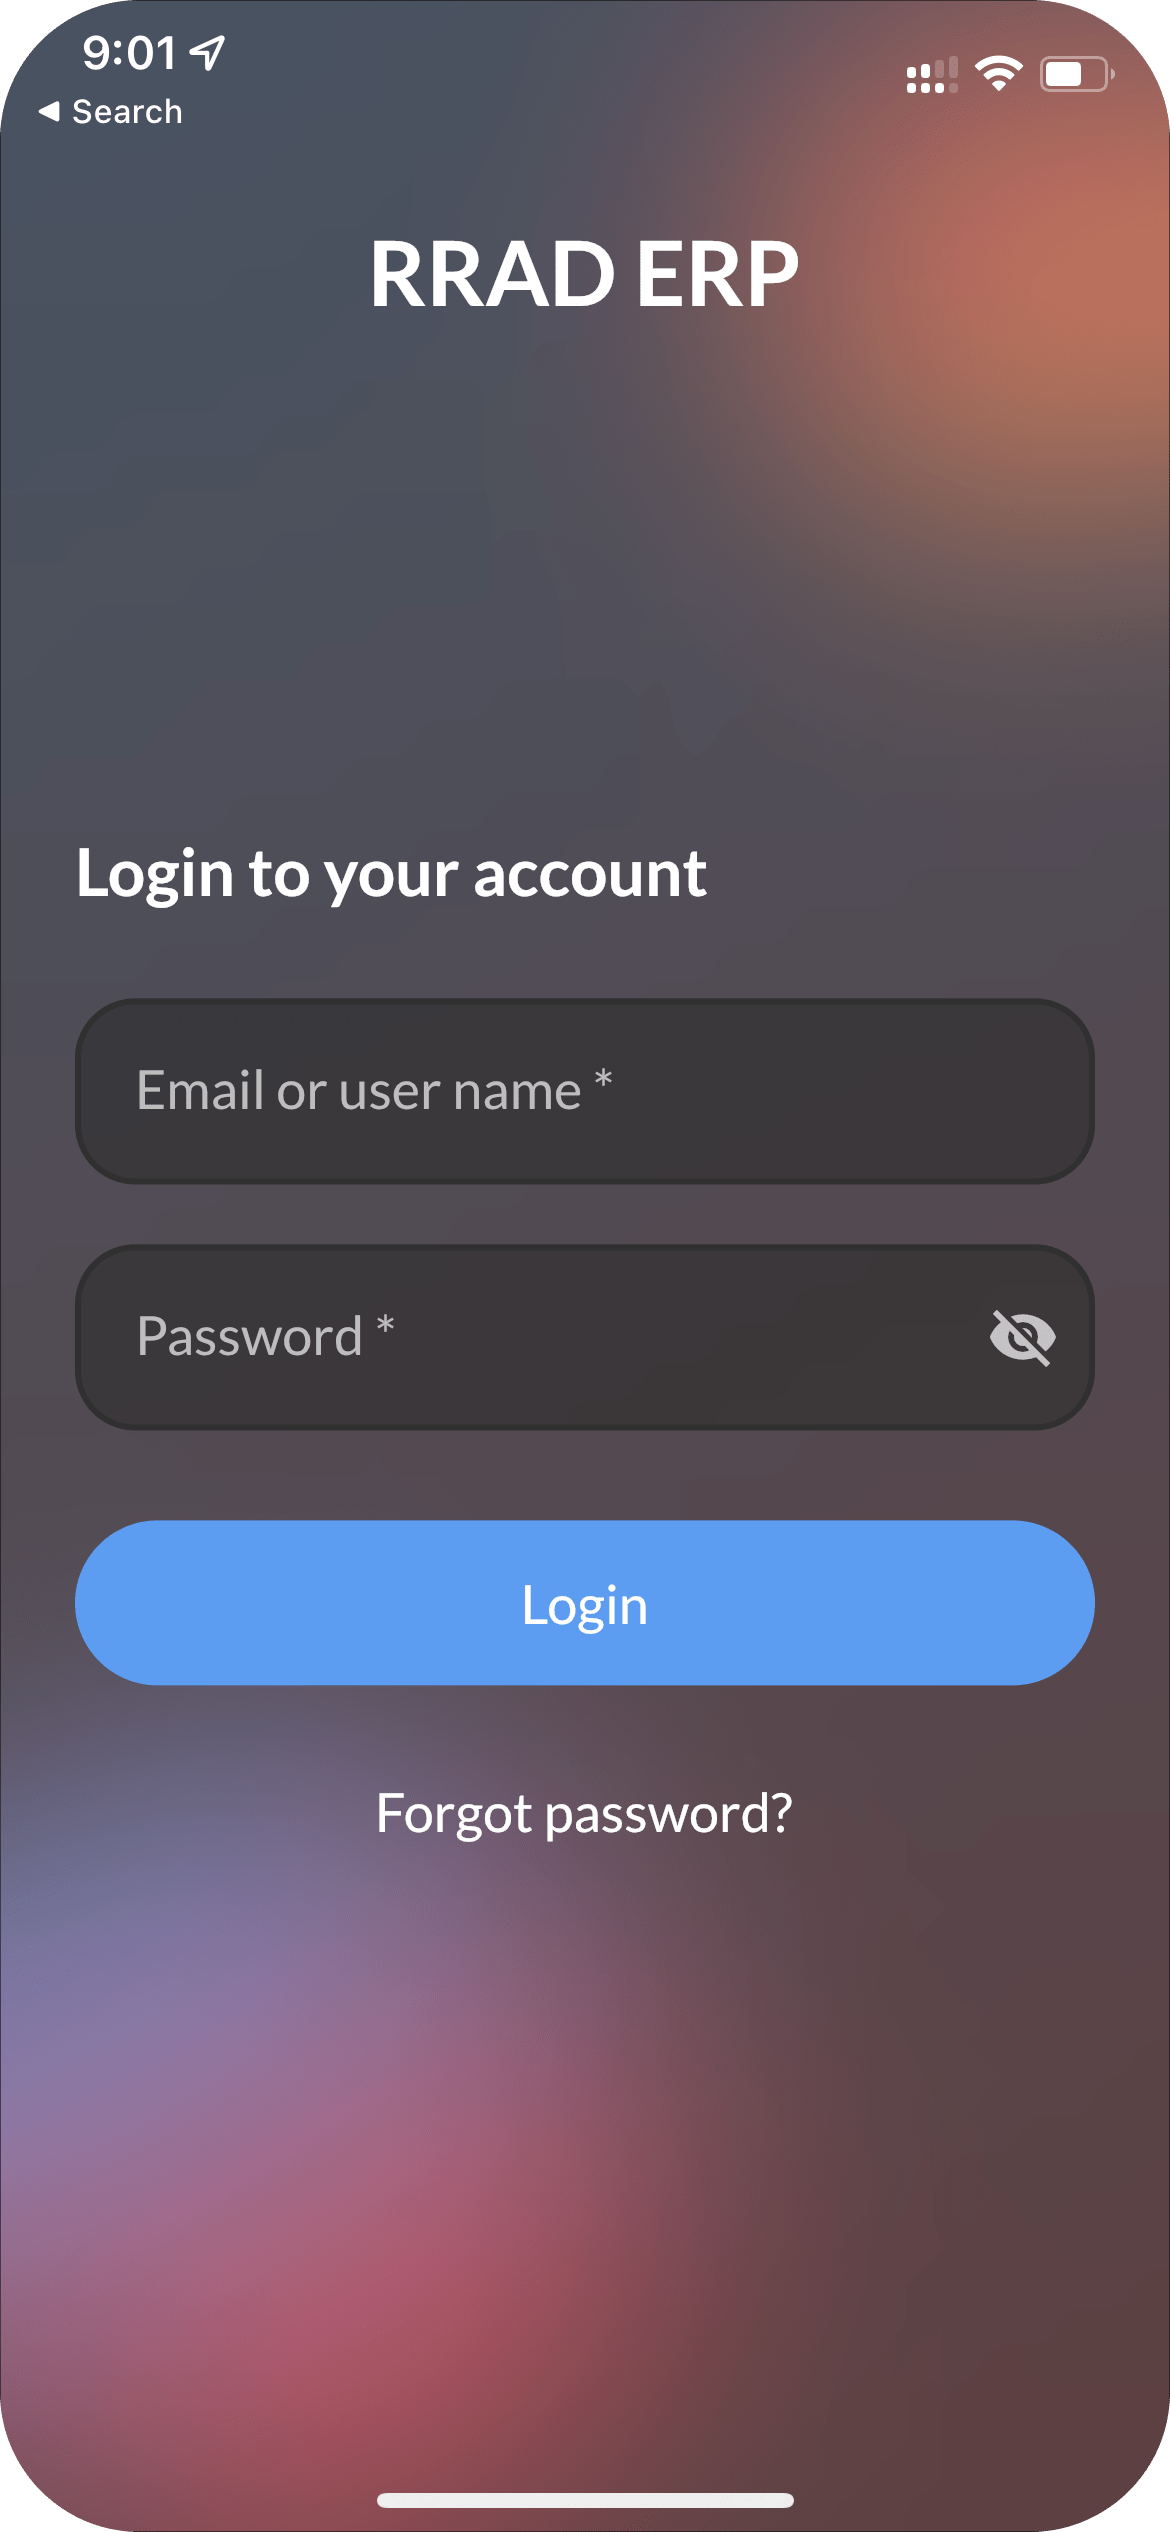 9:01
Search
RRAD ERP
Login to your account
Email or user name *
Password *
Login
Forgot password?